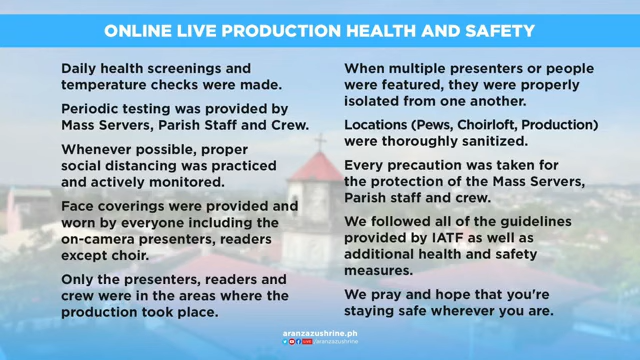 ONLINE LIVE PRODUCTION HEALTH AND SAFETY
Daily health screenings and
temperature checks were made.
Periodic testing was provided by
Mass Servers, Parish Staff and Crew.
Whenever possible, proper
social distancing was practiced
and actively monitored.
Face coverings were provided and
worn by everyone including the
on-camera presenters, readers
except choir.
Only the presenters, readers and
crew were in the areas where the
production took place.
When multiple presenters or people
were featured, they were properly
isolated from one another.
Locations (Pews, Choirloft, Production)
were thoroughly sanitized.
Every precaution was taken for
the protection of the Mass Servers,
Parish staff and crew.
We followed all of the guidelines
provided by IATF as well as
additional health and safety
measures.
We pray and hope that you're
staying safe wherever you are.
aranzazushrine.ph
/aranzazushrine